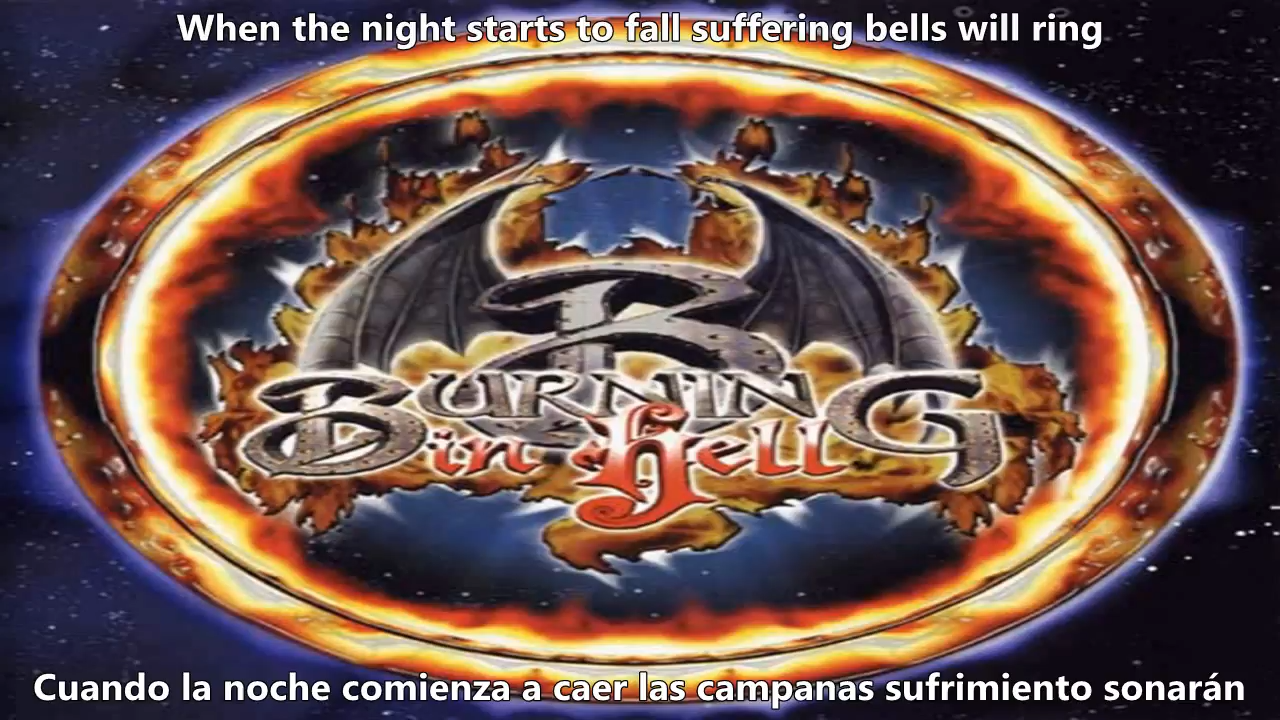 When the night starts to fall suffering bells will ring
BURNING
in hell
Cuando la noche comienza a caer las campanas sufrimiento sonarán